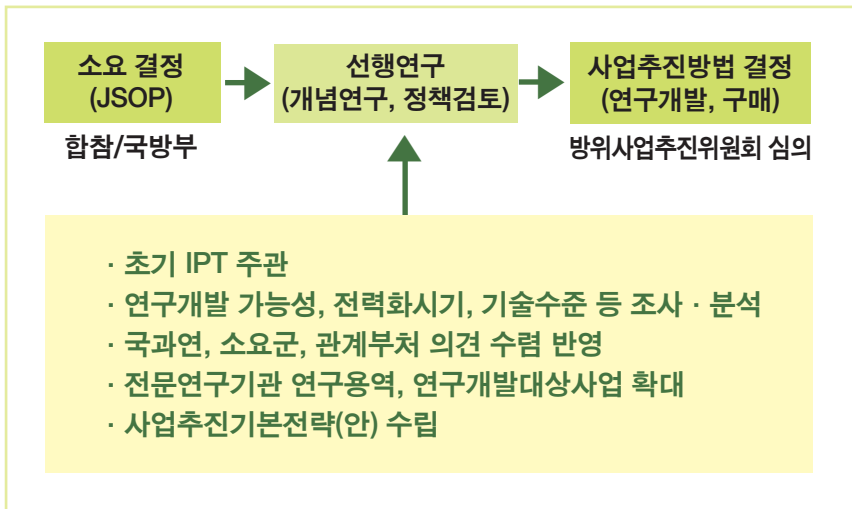 소요 결정
(JSOP)
합참/국방부
선행연구
(개념연구, 정책검토)
사업추진방법 결정
(연구개발, 구매)
방위사업추진위원회 심의
· 초기 IPT 주관
· 연구개발 가능성, 전력화시기, 기술수준 등 조사 · 분석
· 국과연, 소요군, 관계부처 의견 수렴 반영
· 전문연구기관 연구용역, 연구개발대상사업 확대
· 사업추진기본전략(안) 수립